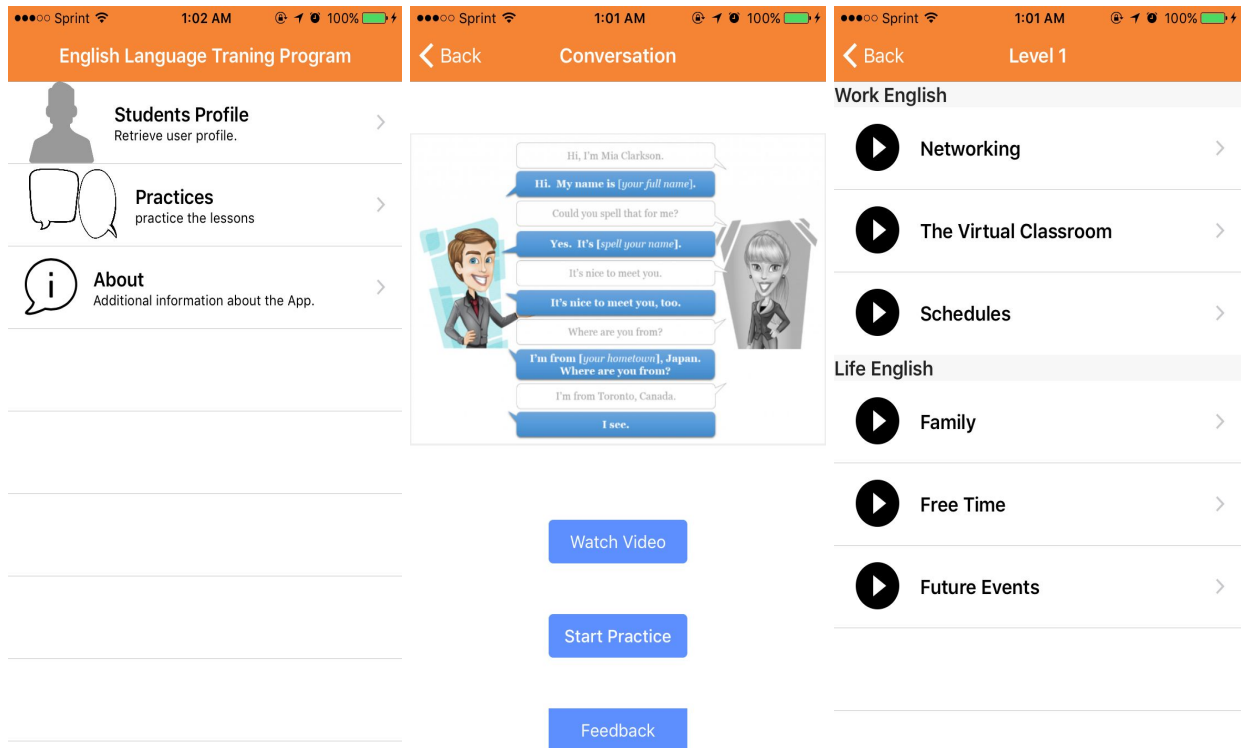 Sprint 1:02 AM 100%
English Language Traning Program
Students Profile
Retrieve user profile.
Practices
practice the lessons
i
About
Additional information about the App.
Sprint 1:01 AM 100%
Back Conversation
Hi, I'm Mia Clarkson.
Hi. My name is [your full name].
Could you spell that for me?
Yes. It's [spell your name].
It's nice to meet you.
It's nice to meet you, too.
Where are you from?
I'm from [your hometown], Japan.
Where are you from?
I'm from Toronto, Canada.
I see.
Watch Video
Start Practice
Feedback
Sprint 1:01 AM 100%
Back Level 1
Work English
Networking
The Virtual Classroom
Schedules
Life English
Family
Free Time
Future Events